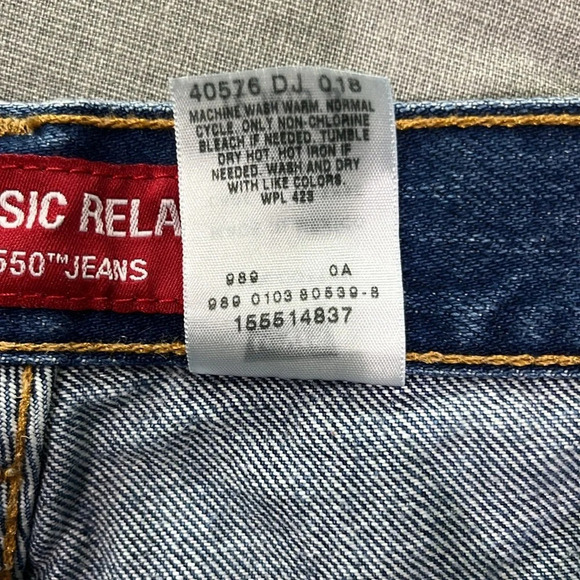 40576 DJ 018
MACHINE WASH WARM. NORMAL
CYCLE. ONLY NON-CHLORINE
BLEACH IF NEEDED. TUMBLE
DRY HOT. HOT IRON IF
NEEDED. WASH AND DRY
WITH LIKE COLORS.
WPL 423
SIC RELA
550™JEANS
989 0A
989 0103 80539-8
155514837